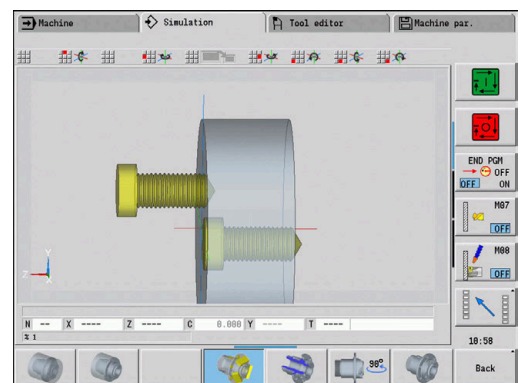 Machine
Simulation
Tool editor
Machine par.
END PGM
OFF
OFF ON
M07
OFF
M08
OFF
Y
Z
X
N -- X ---- Z ---- C 0.000 Y ---- T ----
% 1
10:58
90°
Back